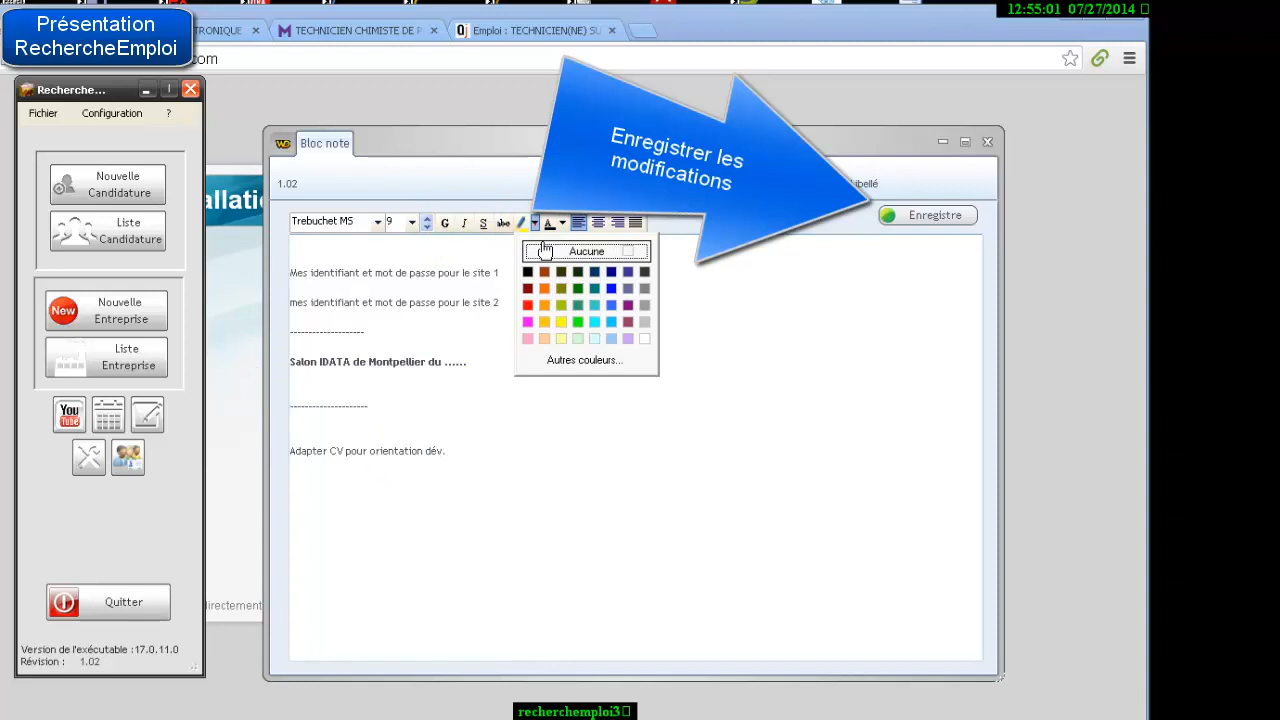 12:55:01 07/27/2014
Présentation
RechercheEmploi
TRONIQUE
TECHNICIEN CHIMISTE DE P
Emploi : TECHNICIEN(NE) SU
.com
Recherche...
Fichier
Configuration
?
Nouvelle
Candidature
Liste
Candidature
New
Nouvelle
Entreprise
Liste
Entreprise
You
Tube
Quitter
Version de l'exécutable :17.0.11.0
Révision : 1.02
directement
Bloc note
1.02
Enregistrer les
modifications
Enregistre
Trebuchet MS
9
G
I
S
abc
A
Aucune
Autres couleurs...
Mes identifiant et mot de passe pour le site 1
mes identifiant et mot de passe pour le site 2
--------------------
Salon IDATA de Montpellier du ......
---------------------
Adapter CV pour orientation dév.
recherchemploi3